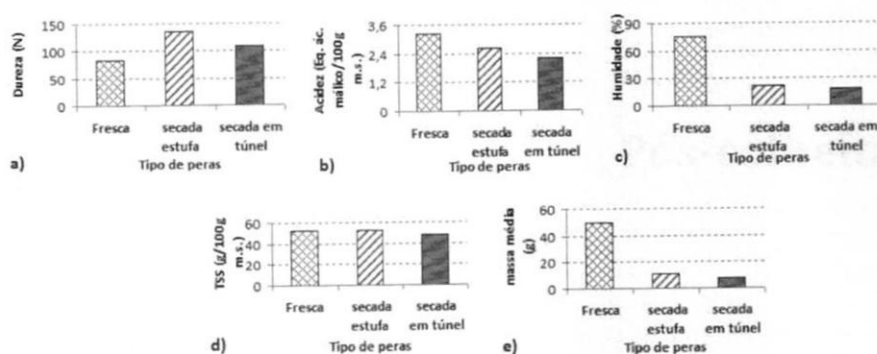 Dureza (N)
150
100
50
0
Fresca
secada estufa
secada em túnel
Tipo de peras
a)
Acidez (Eq. ác. málico/100g m.s.)
3,6
2,4
1,2
0
Fresca
secada estufa
secada em túnel
Tipo de peras
b)
Humidade (%)
90
60
30
0
Fresca
secada estufa
secada em túnel
Tipo de peras
c)
TSS (g/100g m.s.)
60
40
20
0
Fresca
secada estufa
secada em túnel
Tipo de peras
d)
massa média (g)
60
40
20
0
Fresca
secada estufa
secada em túnel
Tipo de peras
e)